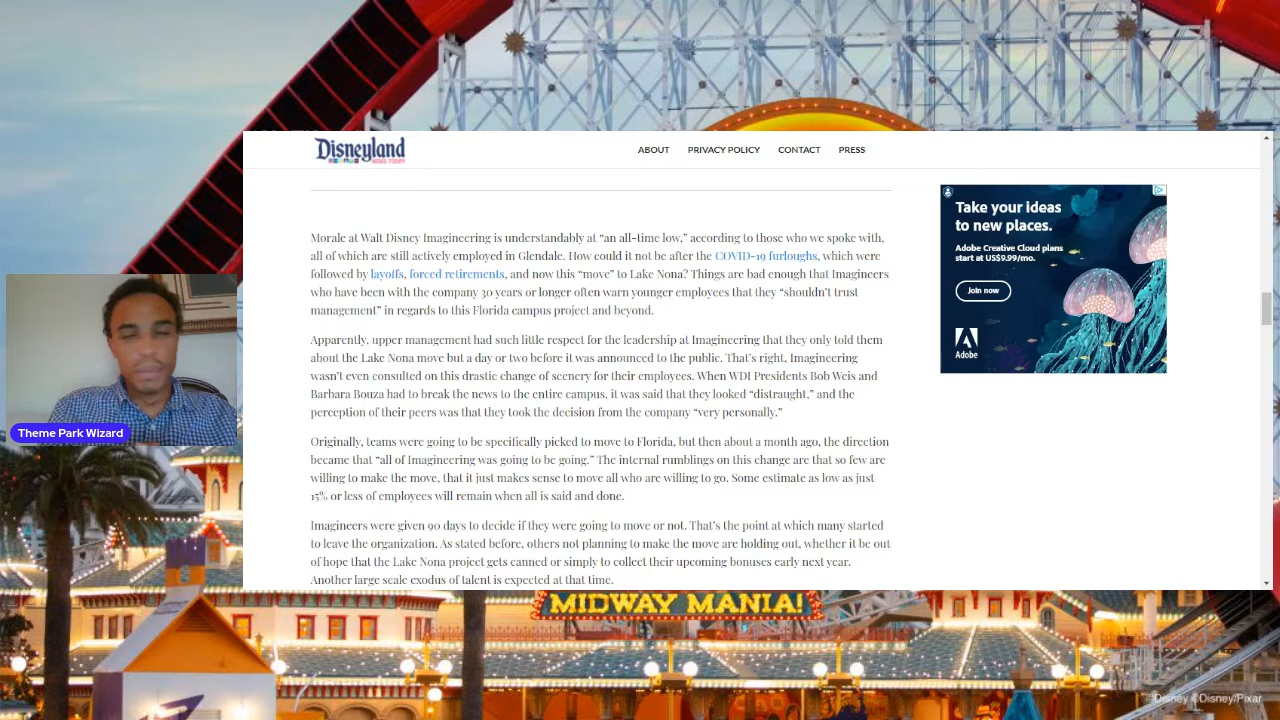 Disneyland
NEWS TODAY
ABOUT
PRIVACY POLICY
CONTACT
PRESS
Morale at Walt Disney Imagineering is understandably at “an all-time low,” according to those who we spoke with,
all of which are still actively employed in Glendale. How could it not be after the COVID-19 furloughs, which were
followed by layoffs, forced retirements, and now this “move” to Lake Nona? Things are bad enough that Imagineers
who have been with the company 30 years or longer often warn younger employees that they “shouldn’t trust
management” in regards to this Florida campus project and beyond.
Apparently, upper management had such little respect for the leadership at Imagineering that they only told them
about the Lake Nona move but a day or two before it was announced to the public. That’s right, Imagineering
wasn’t even consulted on this drastic change of scenery for their employees. When WDI Presidents Bob Weis and
Barbara Bouza had to break the news to the entire campus, it was said that they looked “distraught,” and the
perception of their peers was that they took the decision from the company “very personally.”
Originally, teams were going to be specifically picked to move to Florida, but then about a month ago, the direction
became that “all of Imagineering was going to be going.” The internal rumblings on this change are that so few are
willing to make the move, that it just makes sense to move all who are willing to go. Some estimate as low as just
15% or less of employees will remain when all is said and done.
Imagineers were given 90 days to decide if they were going to move or not. That’s the point at which many started
to leave the organization. As stated before, others not planning to make the move are holding out, whether it be out
of hope that the Lake Nona project gets canned or simply to collect their upcoming bonuses early next year.
Another large scale exodus of talent is expected at that time.
Take your ideas
to new places.
Adobe Creative Cloud plans
start at US$9.99/mo.
Join now
Adobe
Theme Park Wizard
MIDWAY MANIA!
©Disney ©Disney/Pixar